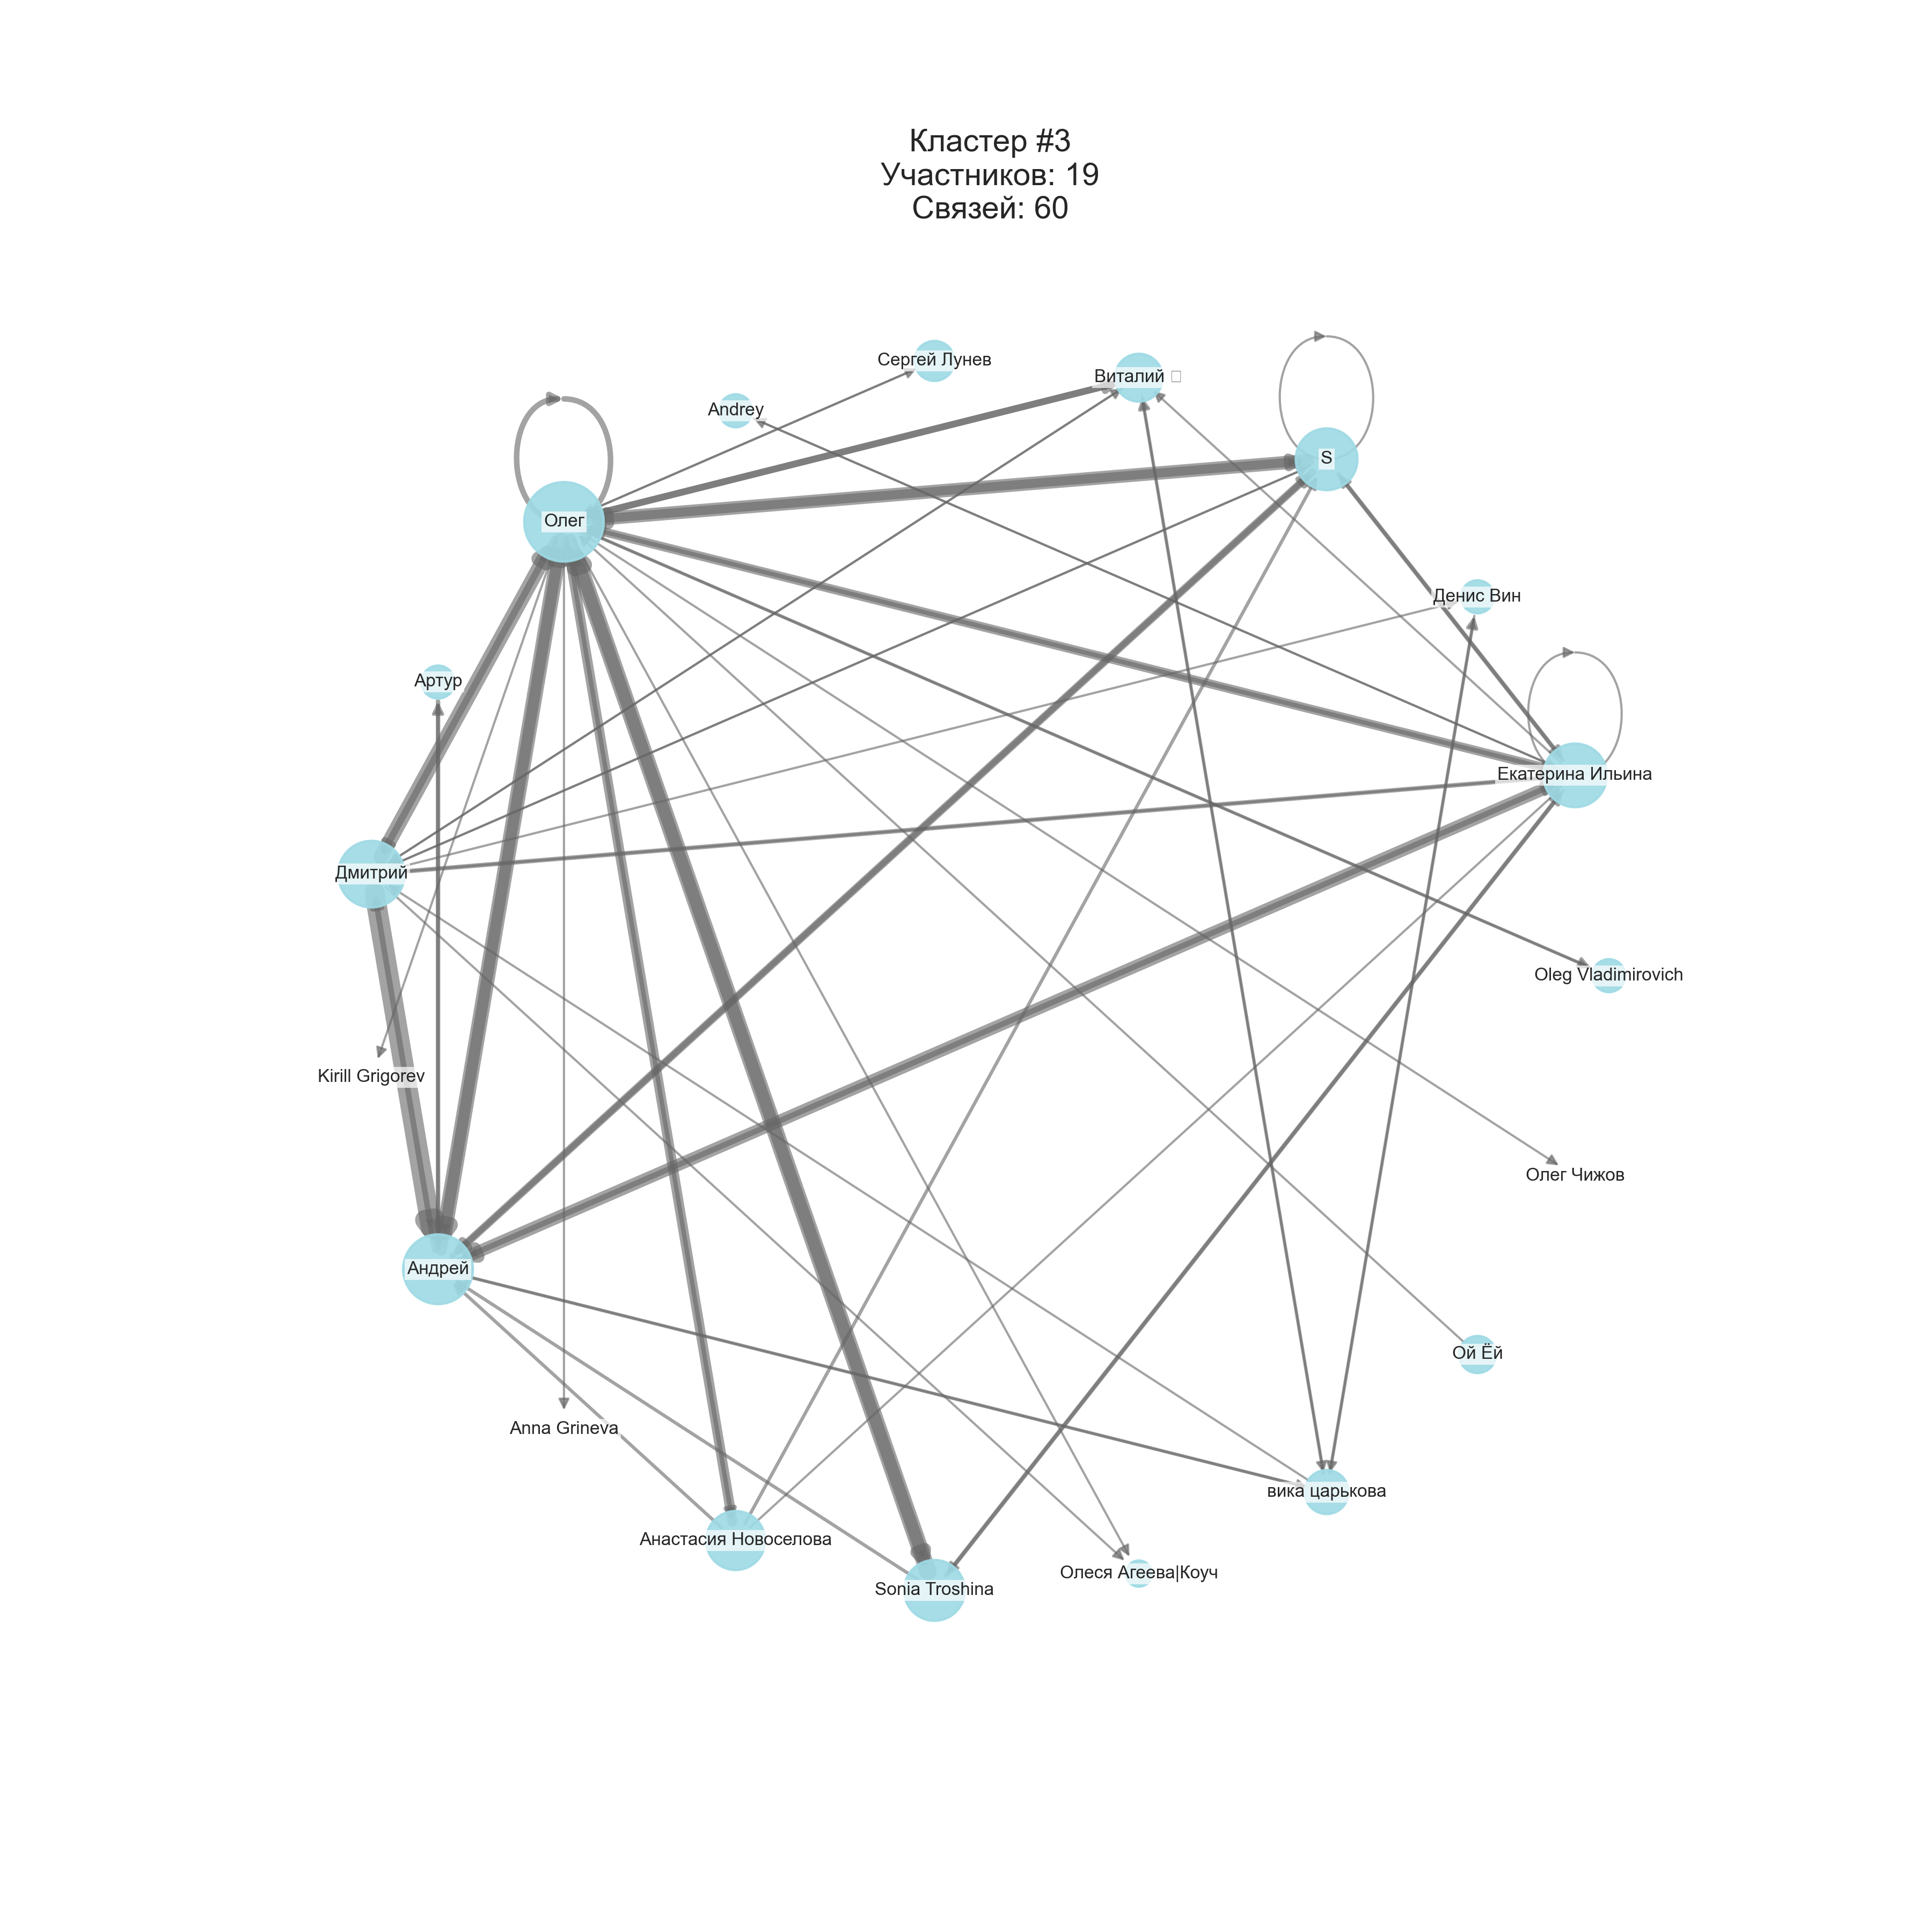 Кластер #3
Участников: 19
Связей: 60
Сергей Лунев
Виталий
Andrey
S
Олег
Денис Вин
Артур
Екатерина Ильина
Дмитрий
Oleg Vladimirovich
Kirill Grigorev
Олег Чижов
Андрей
Ой Ёй
Anna Grineva
вика царькова
Анастасия Новоселова
Олеся Агеева|Коуч
Sonia Troshina